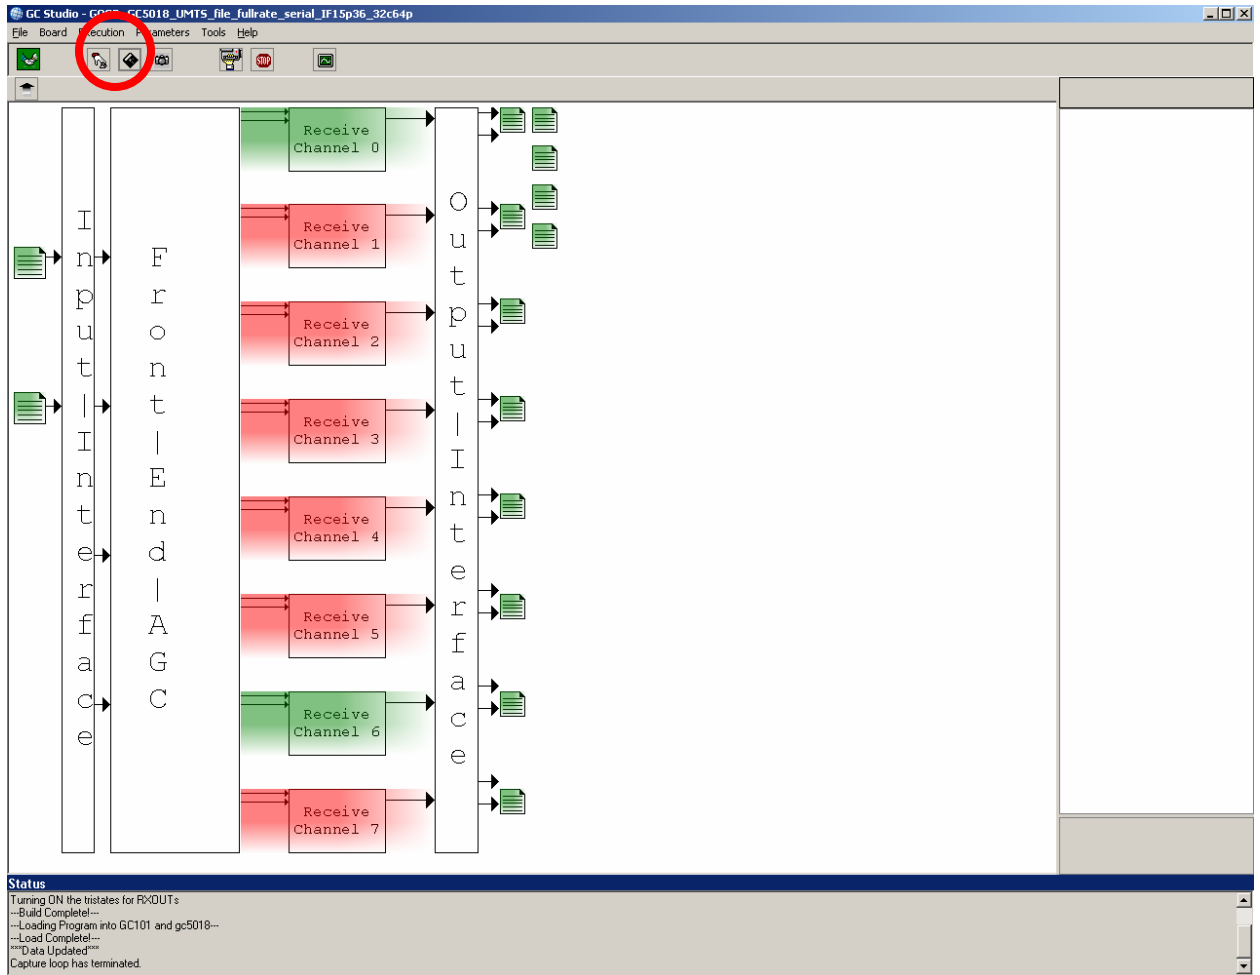 GC Studio - GC5018_UMTS_file_fullrate_serial_IF15p36_32c64p
File Board Execution Parameters Tools Help
STOP
Input|Interface
Front|End|AGC
Receive
Channel 0
Receive
Channel 1
Receive
Channel 2
Receive
Channel 3
Receive
Channel 4
Receive
Channel 5
Receive
Channel 6
Receive
Channel 7
Output|Interface
Status
Turning ON the tristates for RXOUTs
---Build Complete!---
---Loading Program into GC101 and gc5018---
---Load Complete!---
***Data Updated***
Capture loop has terminated.